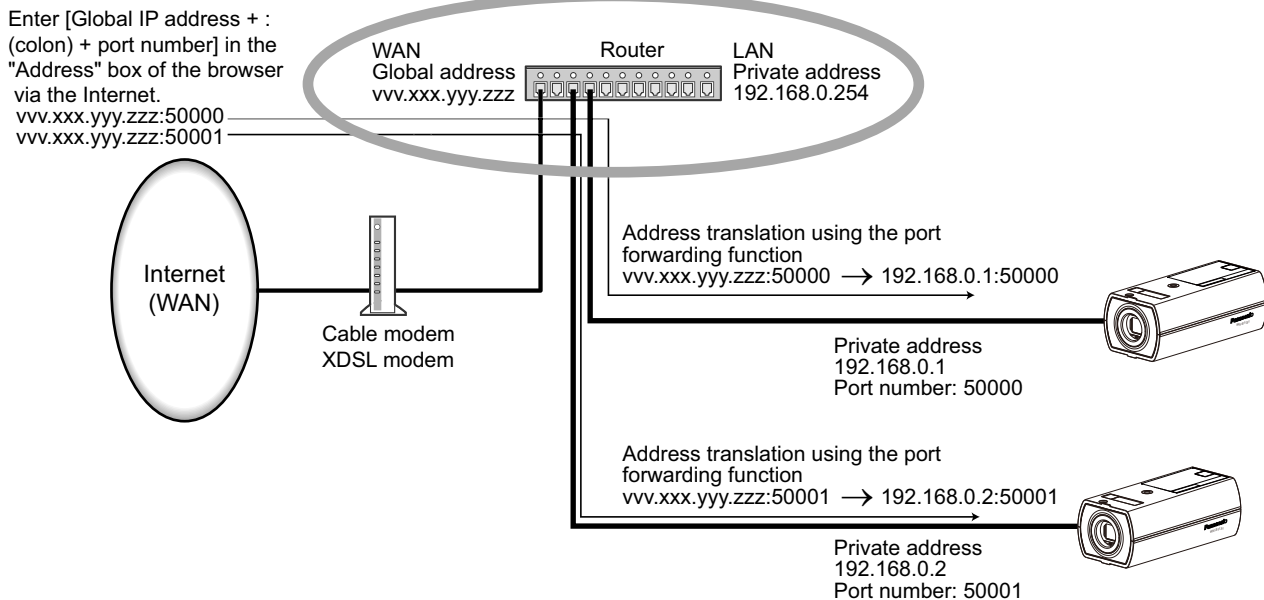 Enter [Global IP address + :
(colon) + port number] in the
"Address" box of the browser
via the Internet.
vvv.xxx.yyy.zzz:50000
vvv.xxx.yyy.zzz:50001
WAN
Global address
vvv.xxx.yyy.zzz
Router
LAN
Private address
192.168.0.254
Internet
(WAN)
Cable modem
XDSL modem
Address translation using the port
forwarding function
vvv.xxx.yyy.zzz:50000 → 192.168.0.1:50000
Panasonic
Private address
192.168.0.1
Port number: 50000
Address translation using the port
forwarding function
vvv.xxx.yyy.zzz:50001 → 192.168.0.2:50001
Panasonic
Private address
192.168.0.2
Port number: 50001